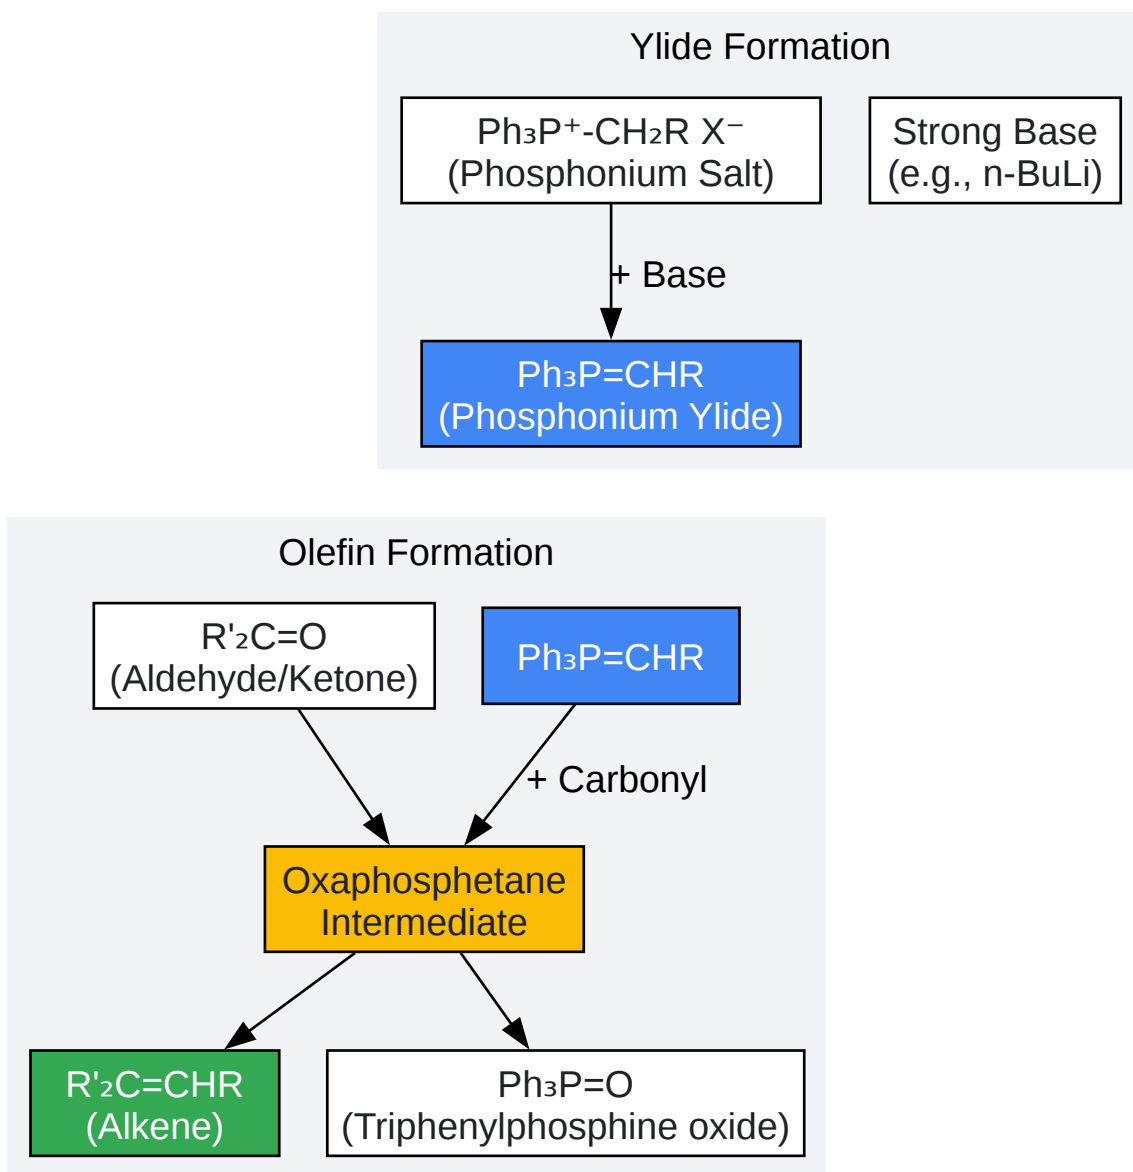 Ylide Formation
Ph₃P⁺-CH₂R X⁻
(Phosphonium Salt)
Strong Base
(e.g., n-BuLi)
+ Base
Ph₃P=CHR
(Phosphonium Ylide)
Olefin Formation
R'₂C=O
(Aldehyde/Ketone)
Ph₃P=CHR
+ Carbonyl
Oxaphosphetane
Intermediate
R'₂C=CHR
(Alkene)
Ph₃P=O
(Triphenylphosphine oxide)